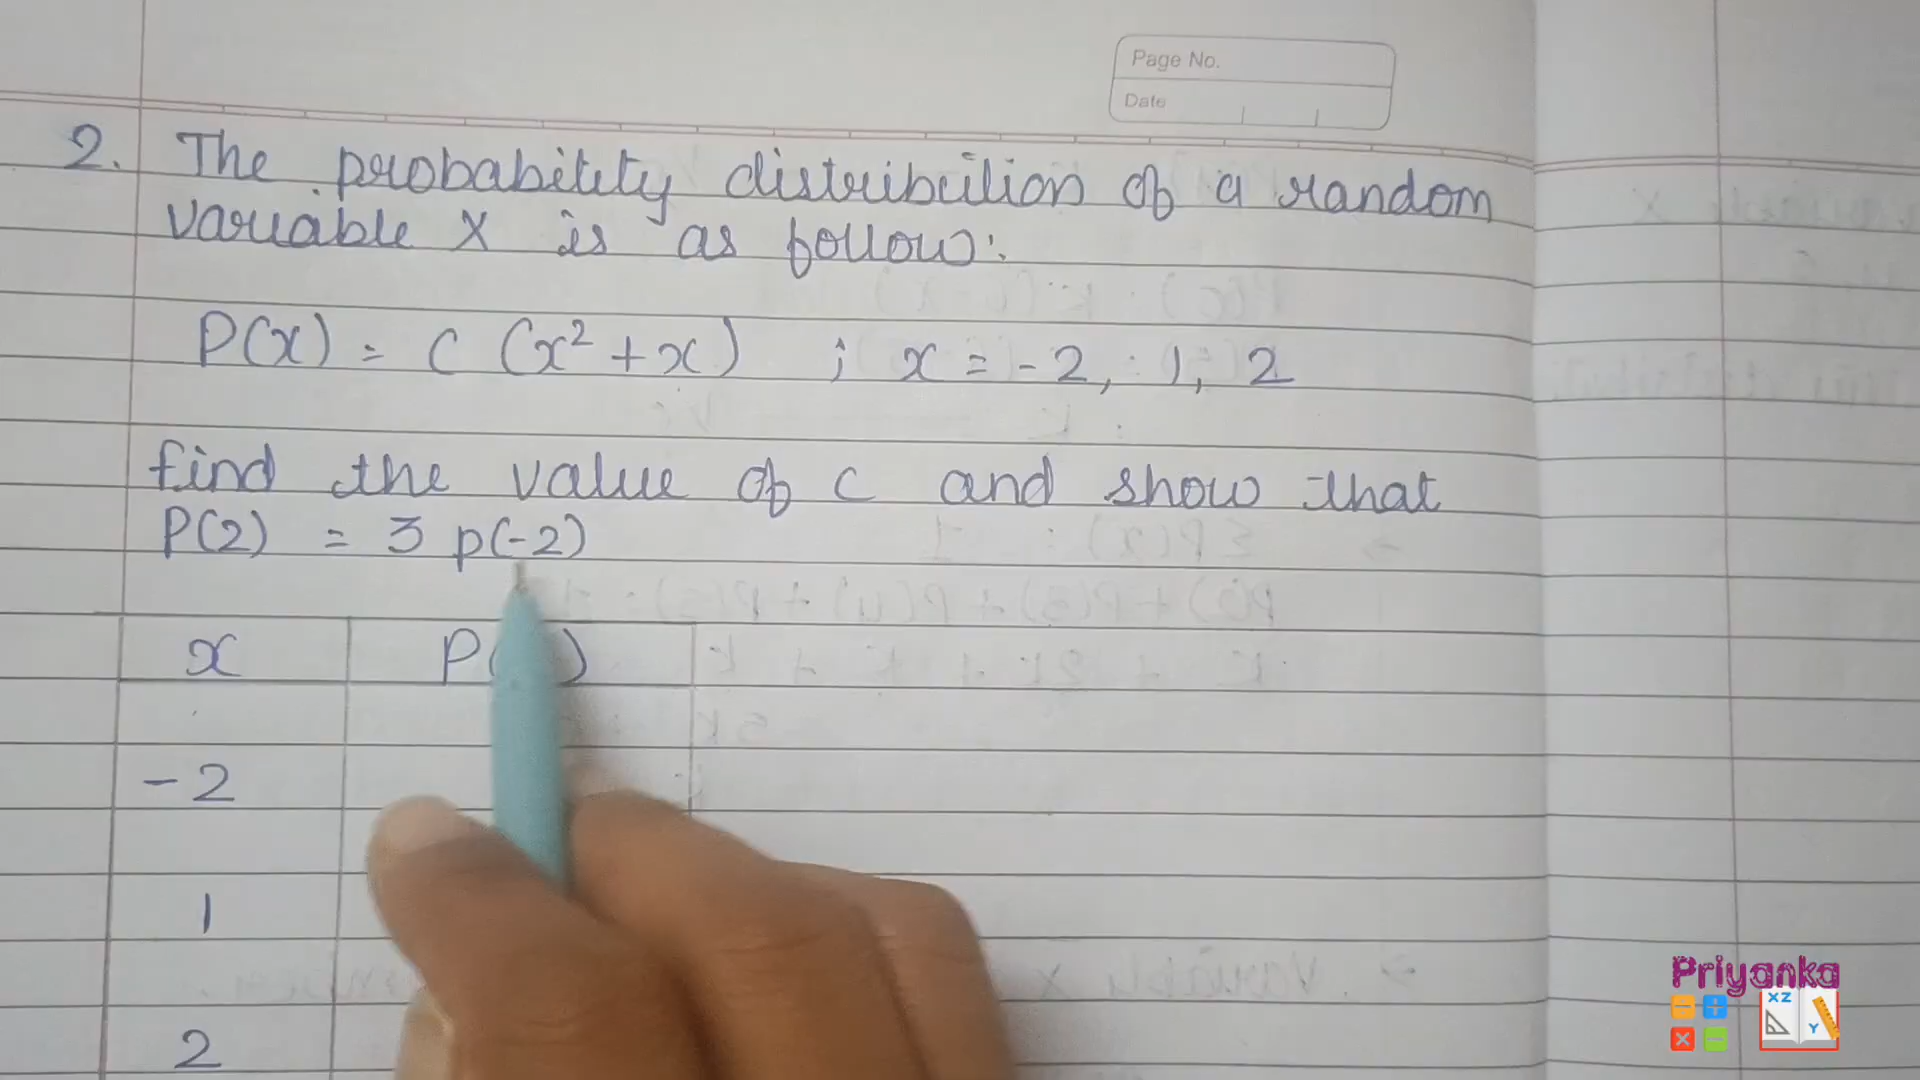 Page No.
Date
2. The probability distribution of a random
variable X is as follow:
P(x) = C (x² + x) ; x = -2, 1, 2
find the value of c and show that
P(2) = 3 p(-2)
x P( )
-2
1
2
Priyanka
XZ
Y